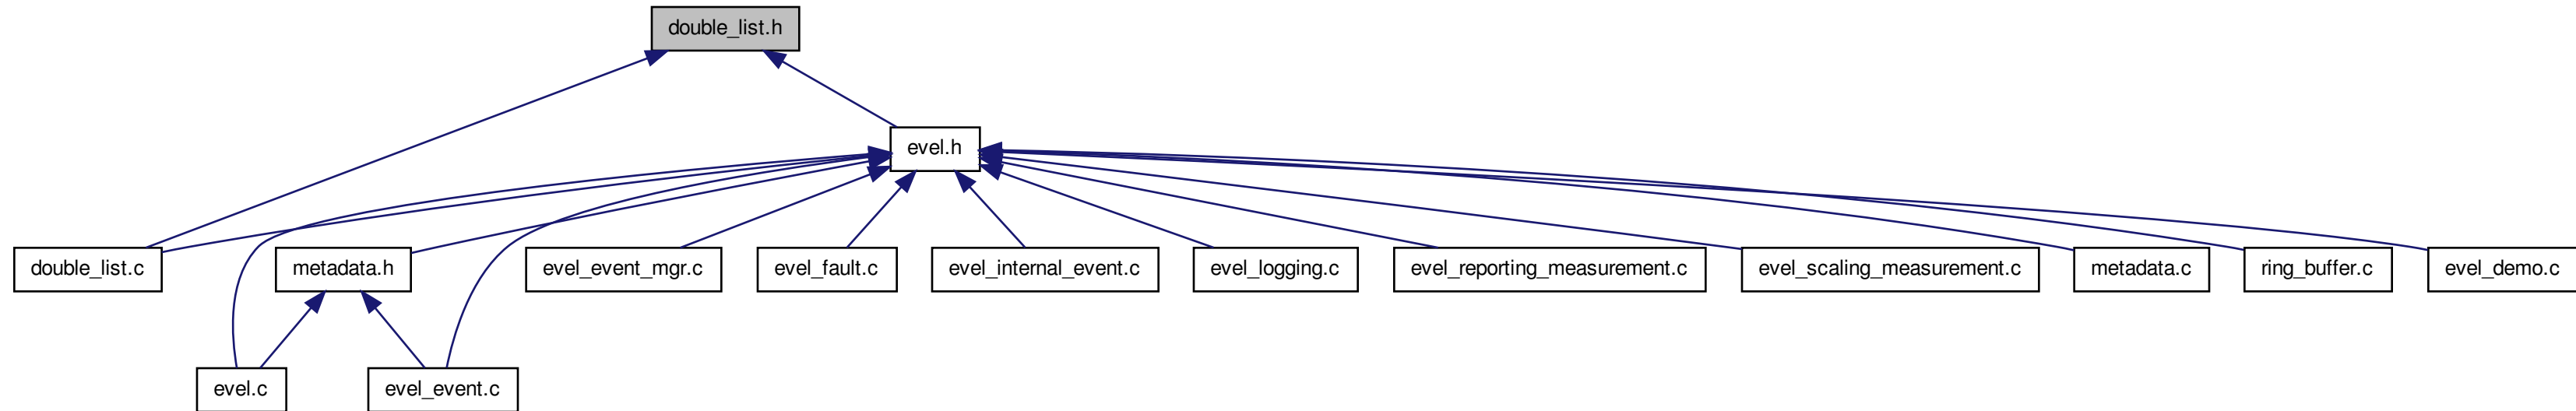 double_list.h
evel.h
double_list.c
metadata.h
evel_event_mgr.c
evel_fault.c
evel_internal_event.c
evel_logging.c
evel_reporting_measurement.c
evel_scaling_measurement.c
metadata.c
ring_buffer.c
evel_demo.c
evel.c
evel_event.c